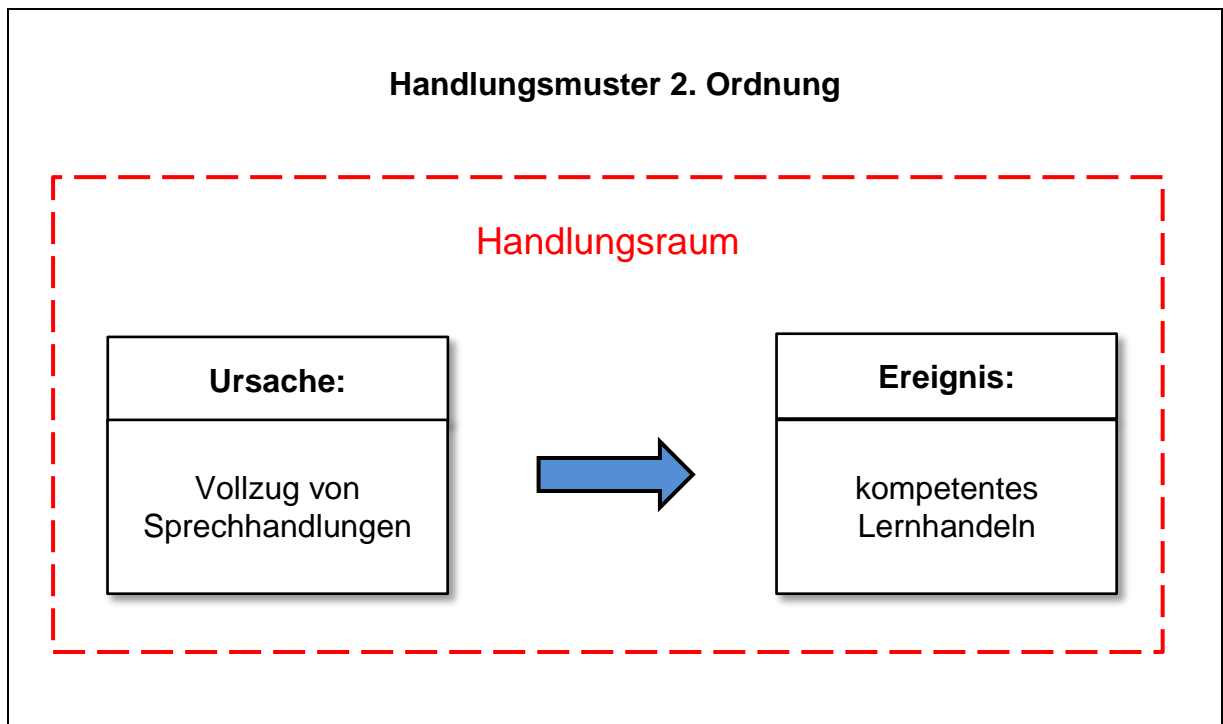 Handlungsmuster 2. Ordnung
Handlungsraum
Ursache:
Vollzug von
Sprechhandlungen
Ereignis:
kompetentes
Lernhandeln